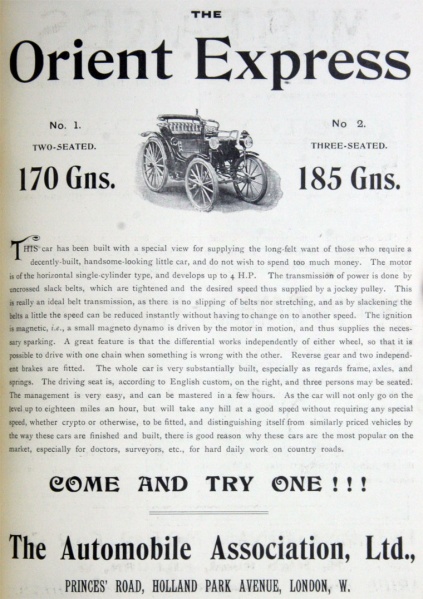 THE
Orient Express
No. 1.
TWO-SEATED.
170 Gns.
No 2.
THREE-SEATED.
185 Gns.
THIS car has been built with a special view for supplying the long-felt want of those who require a
decently-built, handsome-looking little car, and do not wish to spend too much money. The motor
is of the horizontal single-cylinder type, and develops up to 4 H.P. The transmission of power is done by
uncrossed slack belts, which are tightened and the desired speed thus supplied by a jockey pulley. This
is really an ideal belt transmission, as there is no slipping of belts nor stretching, and as by slackening the
belts a little the speed can be reduced instantly without having to change on to another speed. The ignition
is magnetic, i.e., a small magneto dynamo is driven by the motor in motion, and thus supplies the neces-
sary sparking. A great feature is that the differential works independently of either wheel, so that it is
possible to drive with one chain when something is wrong with the other. Reverse gear and two independ-
ent brakes are fitted. The whole car is very substantially built, especially as regards frame, axles, and
springs. The driving seat is, according to English custom, on the right, and three persons may be seated.
The management is very easy, and can be mastered in a few hours. As the car will not only go on the
level up to eighteen miles an hour, but will take any hill at a good speed without requiring any special
speed, whether crypto or otherwise, to be fitted, and distinguishing itself from similarly priced vehicles by
the way these cars are finished and built, there is good reason why these cars are the most popular on the
market, especially for doctors, surveyors, etc., for hard daily work on country roads.
COME AND TRY ONE ! ! !
The Automobile Association, Ltd.,
PRINCES' ROAD, HOLLAND PARK AVENUE, LONDON, W.